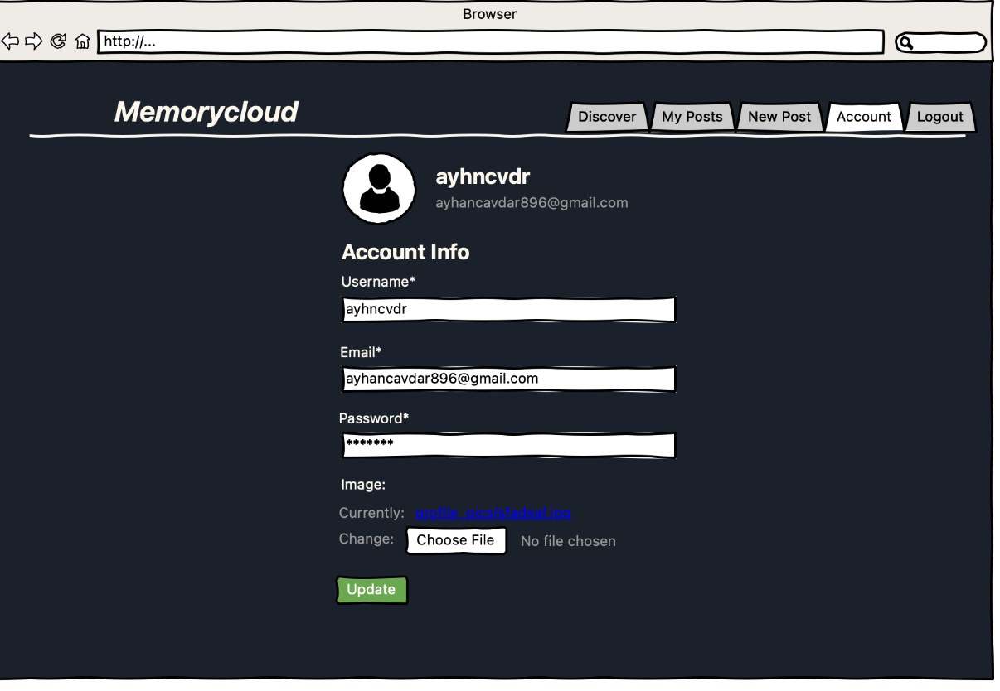 Browser
http://...
Memorycloud
Discover My Posts New Post Account Logout
ayhncvdr
ayhancavdar896@gmail.com
Account Info
Username*
ayhncvdr
Email*
ayhancavdar896@gmail.com
Password*
*******
Image:
Currently: profile_pics/sfadsaf.jpg
Change: Choose File No file chosen
Update